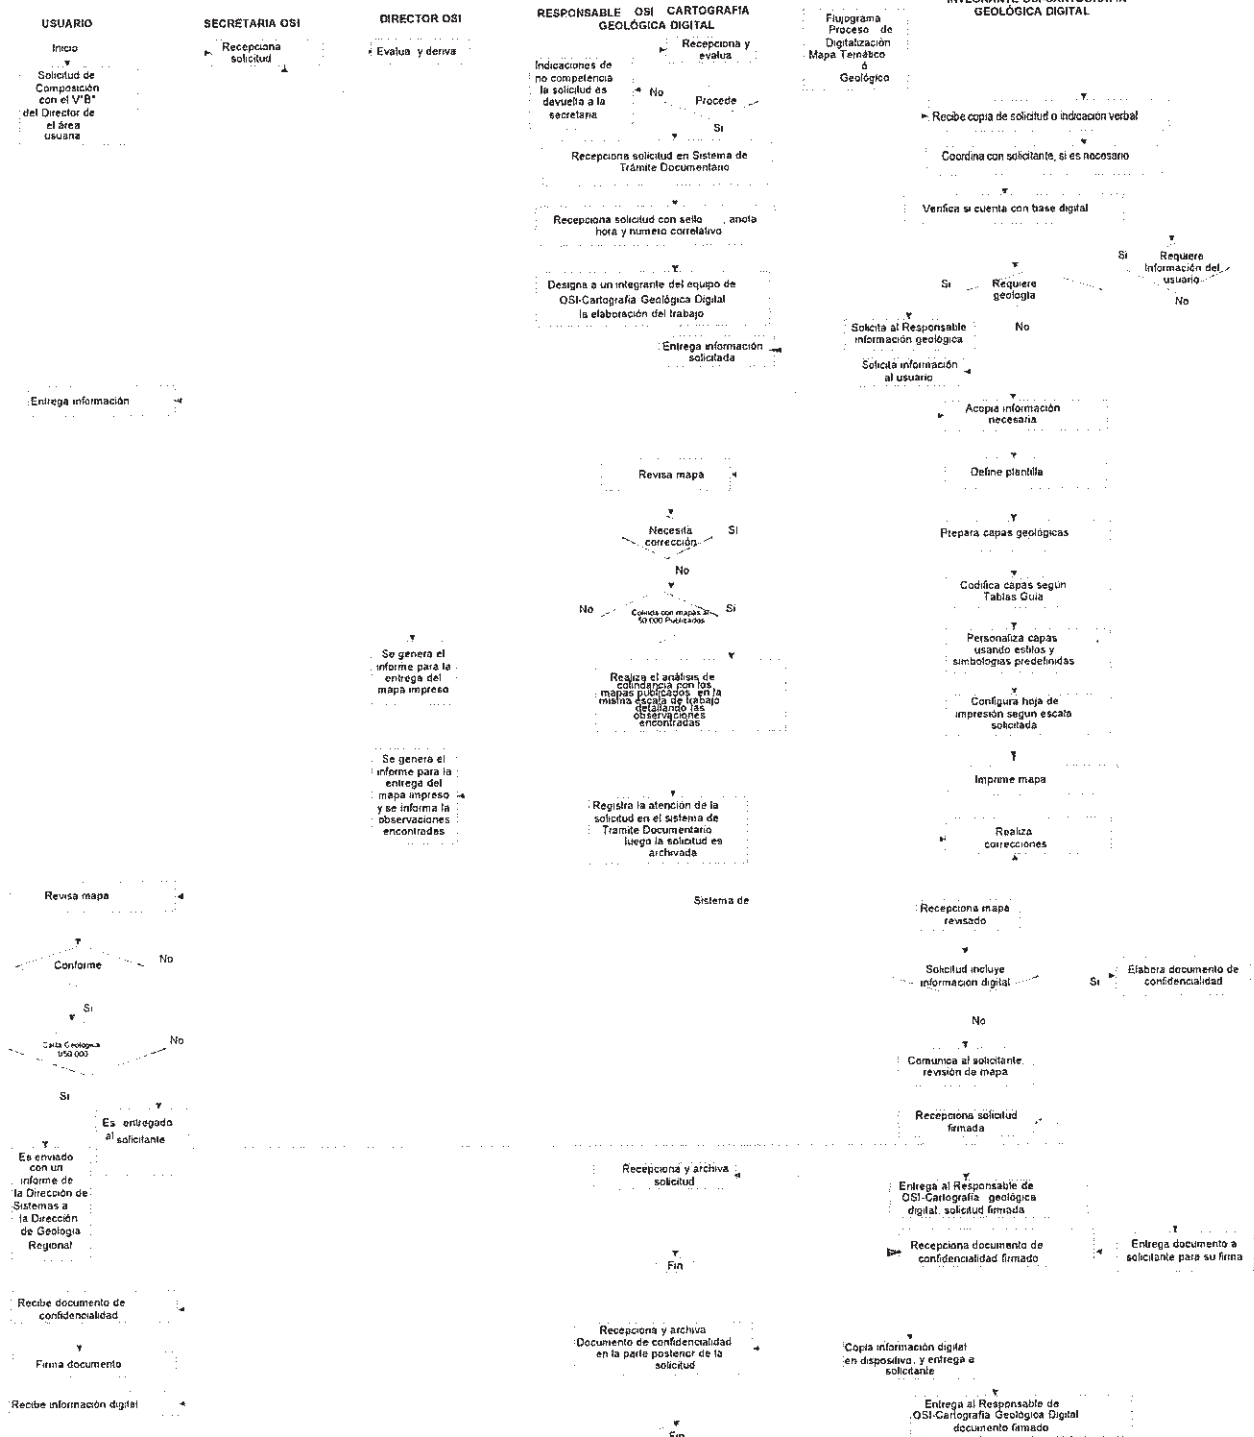 USUARIO
Inicio
Solicitud de
Composición
con el V°B°
del Director de
el área
usuaria
SECRETARIA OSI
Recepciona
solicitud
DIRECTOR OSI
Evalua y deriva
RESPONSABLE OSI CARTOGRAFIA
GEOLÓGICA DIGITAL
Recepciona y
evalua
Indicaciones de
no competencia
la solicitud es
devuelta a la
secretaria
No
Procede
Si
Recepciona solicitud en Sistema de
Trámite Documentario
Recepciona solicitud con sello , anota
hora y numero correlativo
Designa a un integrante del equipo de
OSI-Cartografía Geológica Digital
la elaboración del trabajo
Entrega información
solicitada
Flujograma
Proceso de
Digitalización
Mapa Temático
ó
Geológico
INTEGRANTE OSI CARTOGRAFIA
GEOLÓGICA DIGITAL
Recibe copia de solicitud o indicación verbal
Coordina con solicitante, si es necesario
Verifica si cuenta con base digital
Si
Requiere
Información del
usuario
No
Si
Requiere
geología
No
Solicita al Responsable
información geológica
Solicita información
al usuario
Entrega información
Acopia información
necesaria
Revisa mapa
Define plantilla
Necesita
corrección
Si
No
Prepara capas geológicas
Codifica capas según
Tablas Guía
No
Colinda con mapas al
50 000 Publicados
Si
Personaliza capas
usando estilos y
simbologías predefinidas
Se genera el
informe para la
entrega del
mapa impreso
Realiza el análisis de
colindancia con los
mapas publicados en la
misma escala de trabajo
detallando las
observaciones
encontradas
Configura hoja de
impresión según escala
solicitada
Se genera el
informe para la
entrega del
mapa impreso
y se informa la
observaciones
encontradas
Imprime mapa
Registra la atención de la
solicitud en el sistema de
Tramite Documentario
luego la solicitud es
archivada
Realiza
correcciones
Revisa mapa
Sistema de
Recepciona mapa
revisado
Conforme
No
Si
Solicitud incluye
información digital
Si
Elabora documento de
confidencialidad
No
Carta Geológica
1/50 000
No
Si
Comunica al solicitante,
revisión de mapa
Es entregado
al solicitante
Recepciona solicitud
firmada
Es enviado
con un
informe de
la Dirección de
Sistemas a
la Dirección
de Geología
Regional
Recepciona y archiva
solicitud
Entrega al Responsable de
OSI-Cartografía geológica
digital, solicitud firmada
Fin
Recepciona documento de
confidencialidad firmado
Entrega documento a
solicitante para su firma
Recibe documento de
confidencialidad
Firma documento
Recibe información digital
Recepciona y archiva
Documento de confidencialidad
en la parte posterior de la
solicitud
Copia información digital
en dispositivo, y entrega a
solicitante
Entrega al Responsable de
OSI-Cartografía Geológica Digital
documento firmado
Fin